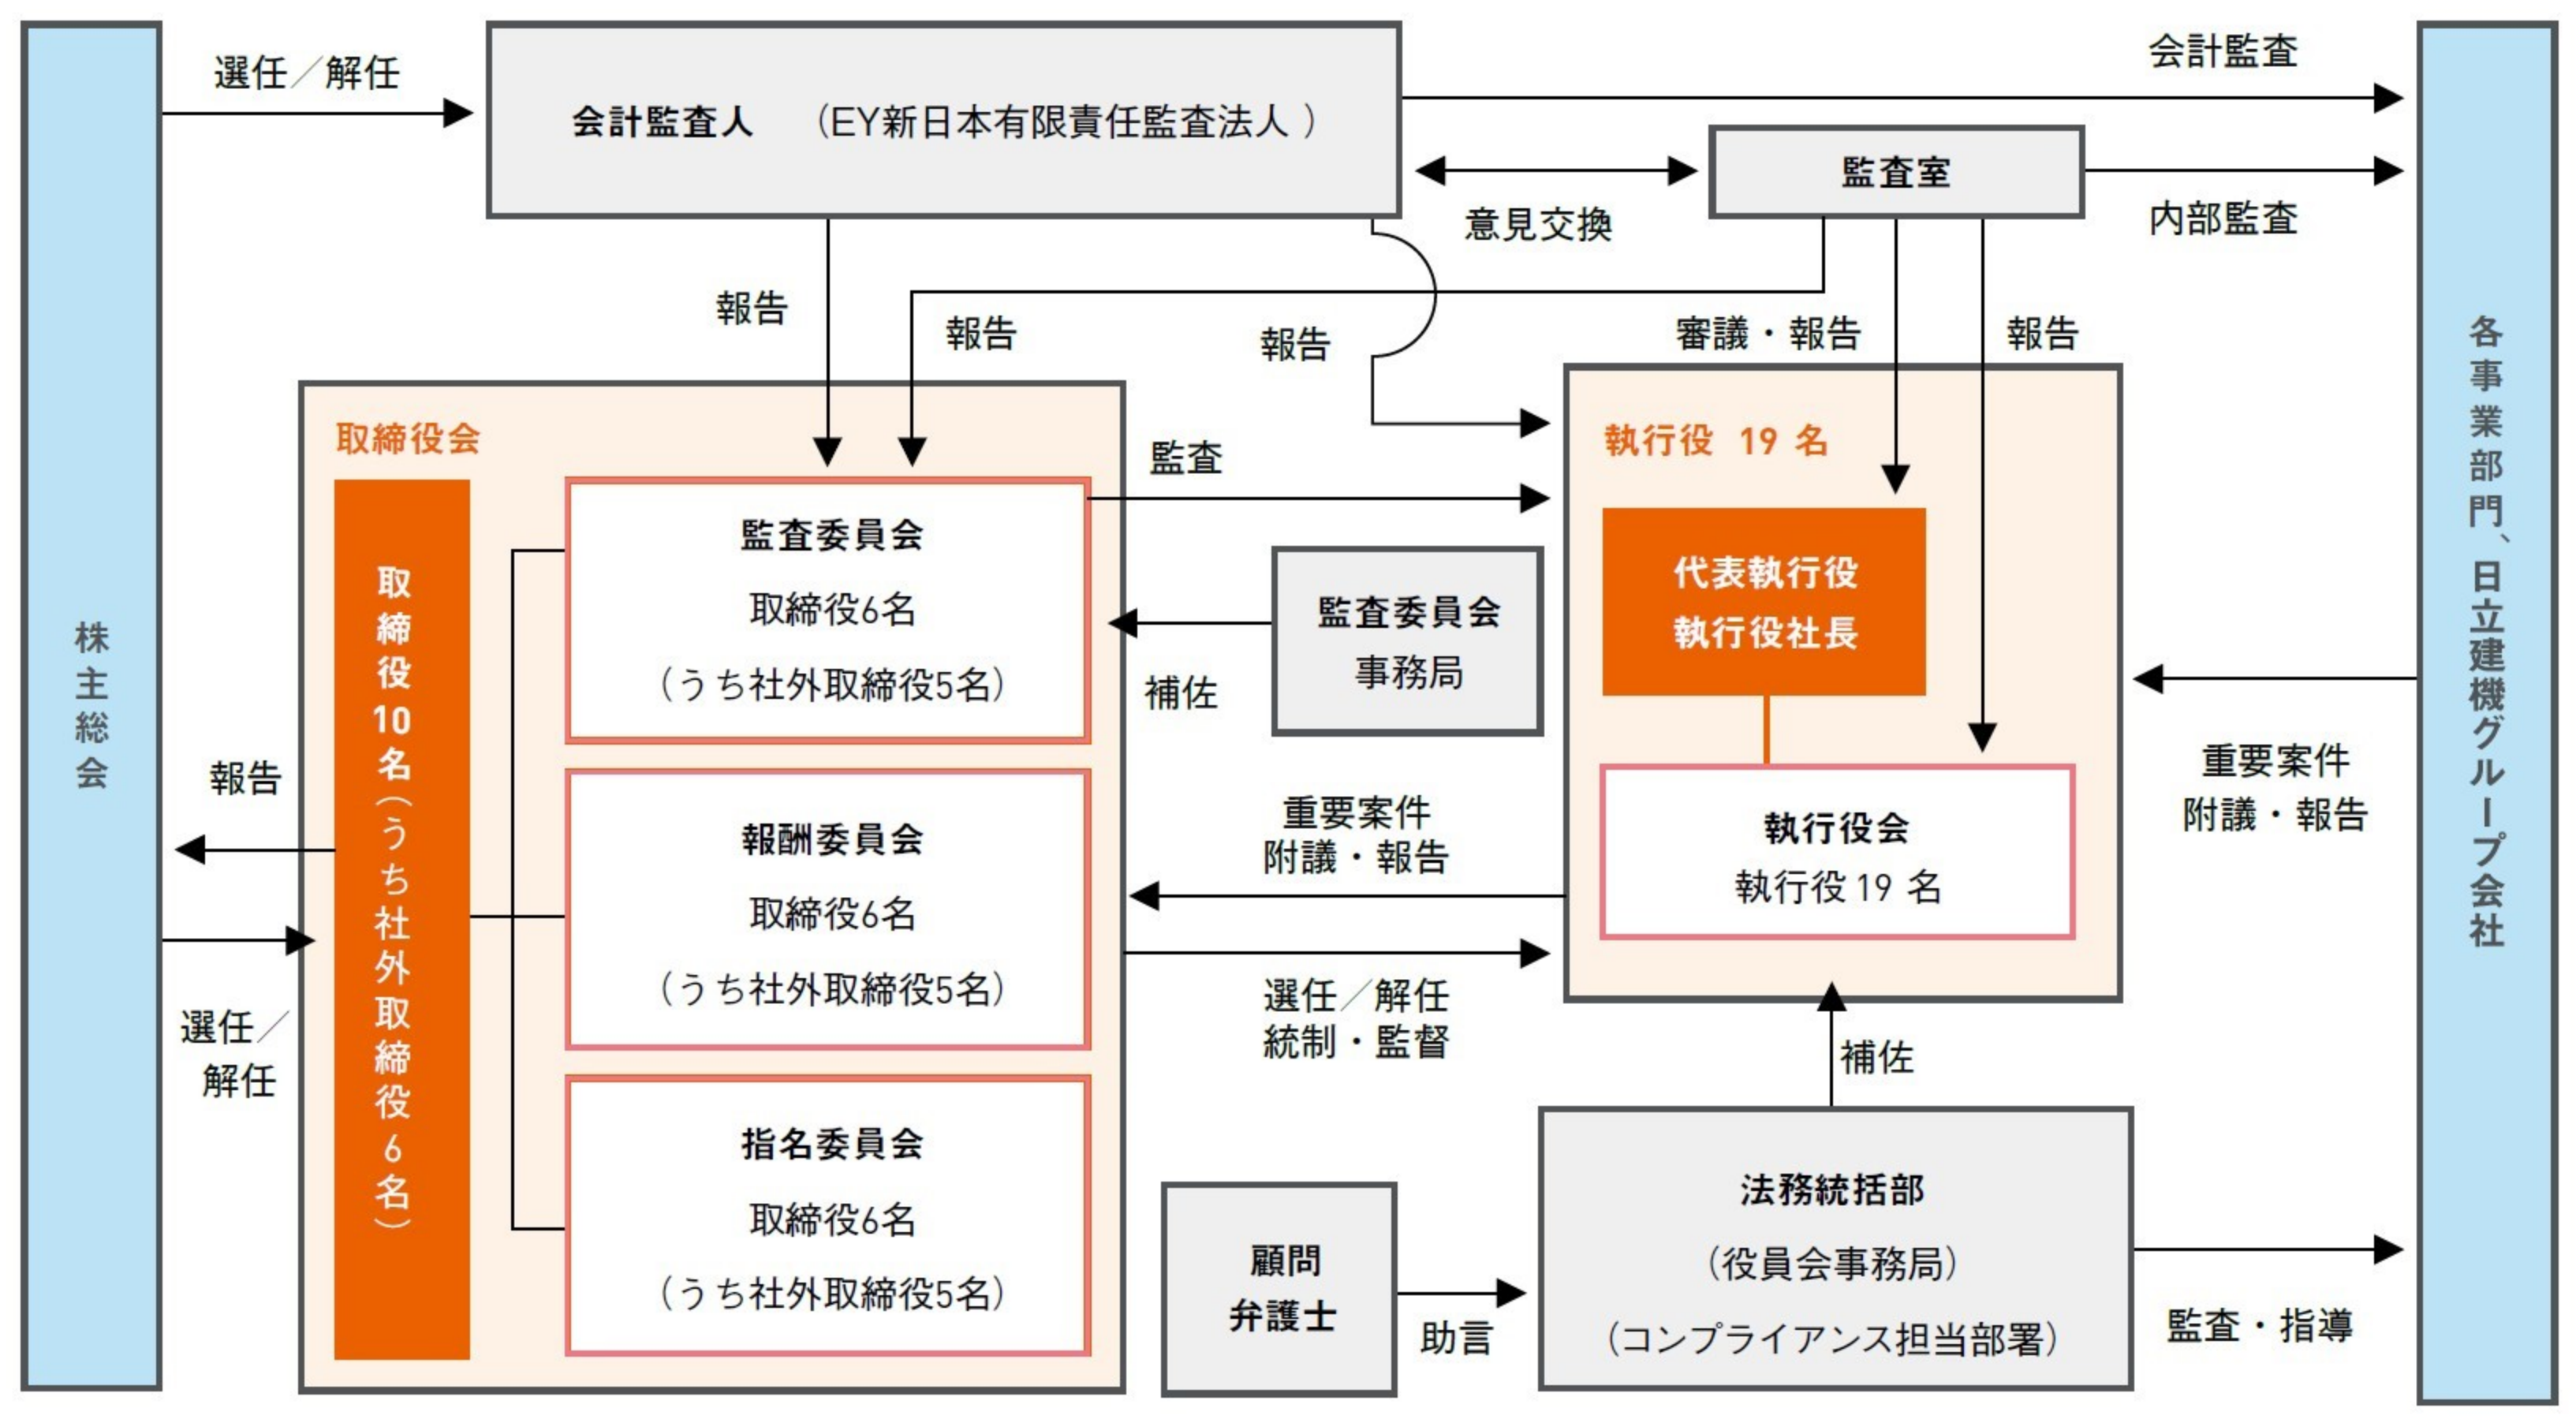 株主総会
選任／解任
会計監査人　（EY新日本有限責任監査法人 ）
会計監査
監査室
意見交換
内部監査
報告
報告
報告
審議・報告
報告
取締役会
取締役10名（うち社外取締役6名）
監査委員会
取締役6名
（うち社外取締役5名）
報酬委員会
取締役6名
（うち社外取締役5名）
指名委員会
取締役6名
（うち社外取締役5名）
報告
選任／
解任
監査
監査委員会
事務局
補佐
重要案件
附議・報告
選任／解任
統制・監督
執行役 19 名
代表執行役
執行役社長
執行役会
執行役 19 名
重要案件
附議・報告
補佐
顧問
弁護士
助言
法務統括部
（役員会事務局）
（コンプライアンス担当部署）
監査・指導
各事業部門、日立建機グループ会社